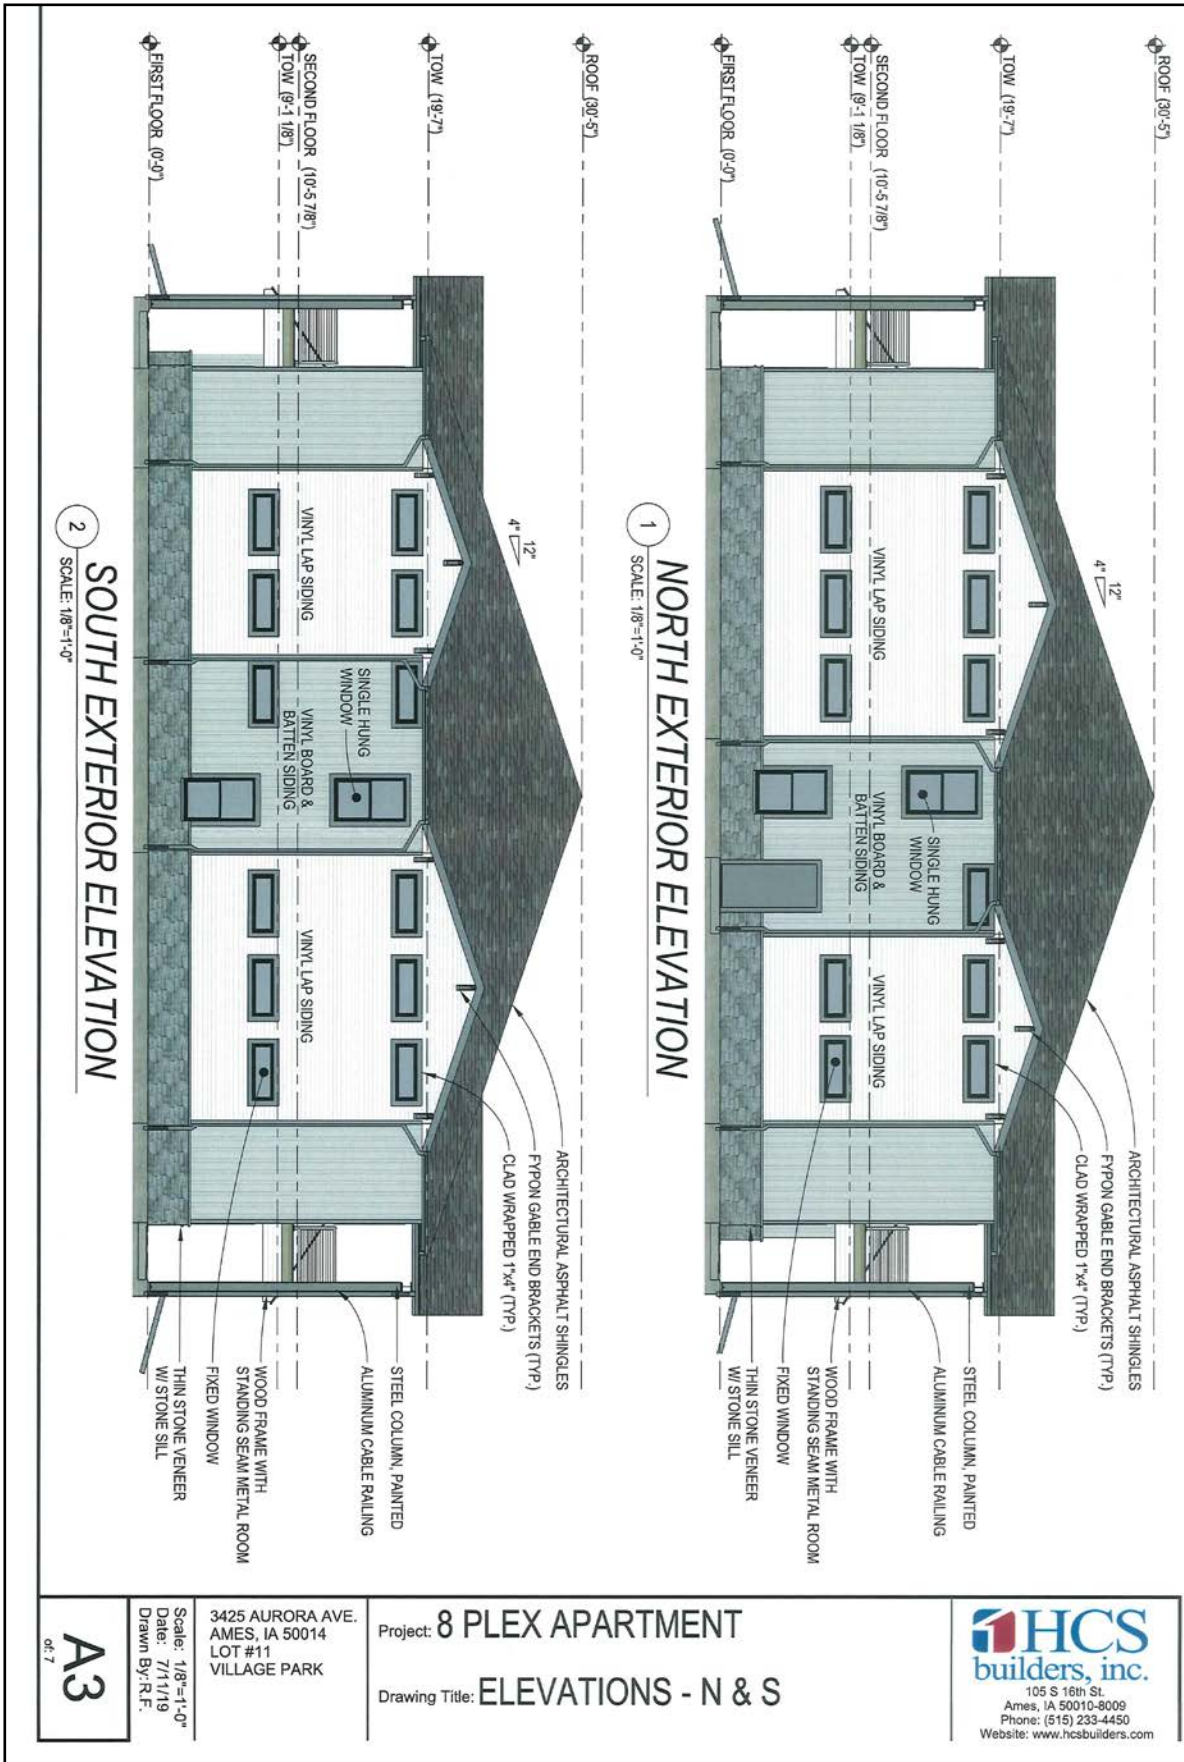 ROOF (30'-5")
TOW (19'-7")
SECOND FLOOR (10'-5 7/8")
TOW (9'-1 1/8")
FIRST FLOOR (0'-0")
12"
4"
VINYL LAP SIDING
SINGLE HUNG
WINDOW
VINYL BOARD &
BATTEN SIDING
VINYL LAP SIDING
ARCHITECTURAL ASPHALT SHINGLES
FYPON GABLE END BRACKETS (TYP.)
CLAD WRAPPED 1"x4" (TYP.)
STEEL COLUMN, PAINTED
ALUMINUM CABLE RAILING
WOOD FRAME WITH
STANDING SEAM METAL ROOM
FIXED WINDOW
THIN STONE VENEER
W/ STONE SILL
1
NORTH EXTERIOR ELEVATION
SCALE: 1/8"=1'-0"
ROOF (30'-5")
TOW (19'-7")
SECOND FLOOR (10'-5 7/8")
TOW (9'-1 1/8")
FIRST FLOOR (0'-0")
12"
4"
VINYL LAP SIDING
SINGLE HUNG
WINDOW
VINYL BOARD &
BATTEN SIDING
VINYL LAP SIDING
ARCHITECTURAL ASPHALT SHINGLES
FYPON GABLE END BRACKETS (TYP.)
CLAD WRAPPED 1"x4" (TYP.)
STEEL COLUMN, PAINTED
ALUMINUM CABLE RAILING
WOOD FRAME WITH
STANDING SEAM METAL ROOM
FIXED WINDOW
THIN STONE VENEER
W/ STONE SILL
2
SOUTH EXTERIOR ELEVATION
SCALE: 1/8"=1'-0"
HCS
builders, inc.
105 S 16th St.
Ames, IA 50010-8009
Phone: (515) 233-4450
Website: www.hcsbuilders.com
Project: 8 PLEX APARTMENT
Drawing Title: ELEVATIONS - N & S
3425 AURORA AVE.
AMES, IA 50014
LOT #11
VILLAGE PARK
Scale: 1/8"=1'-0"
Date: 7/11/19
Drawn By: R.F.
A3
of: 7